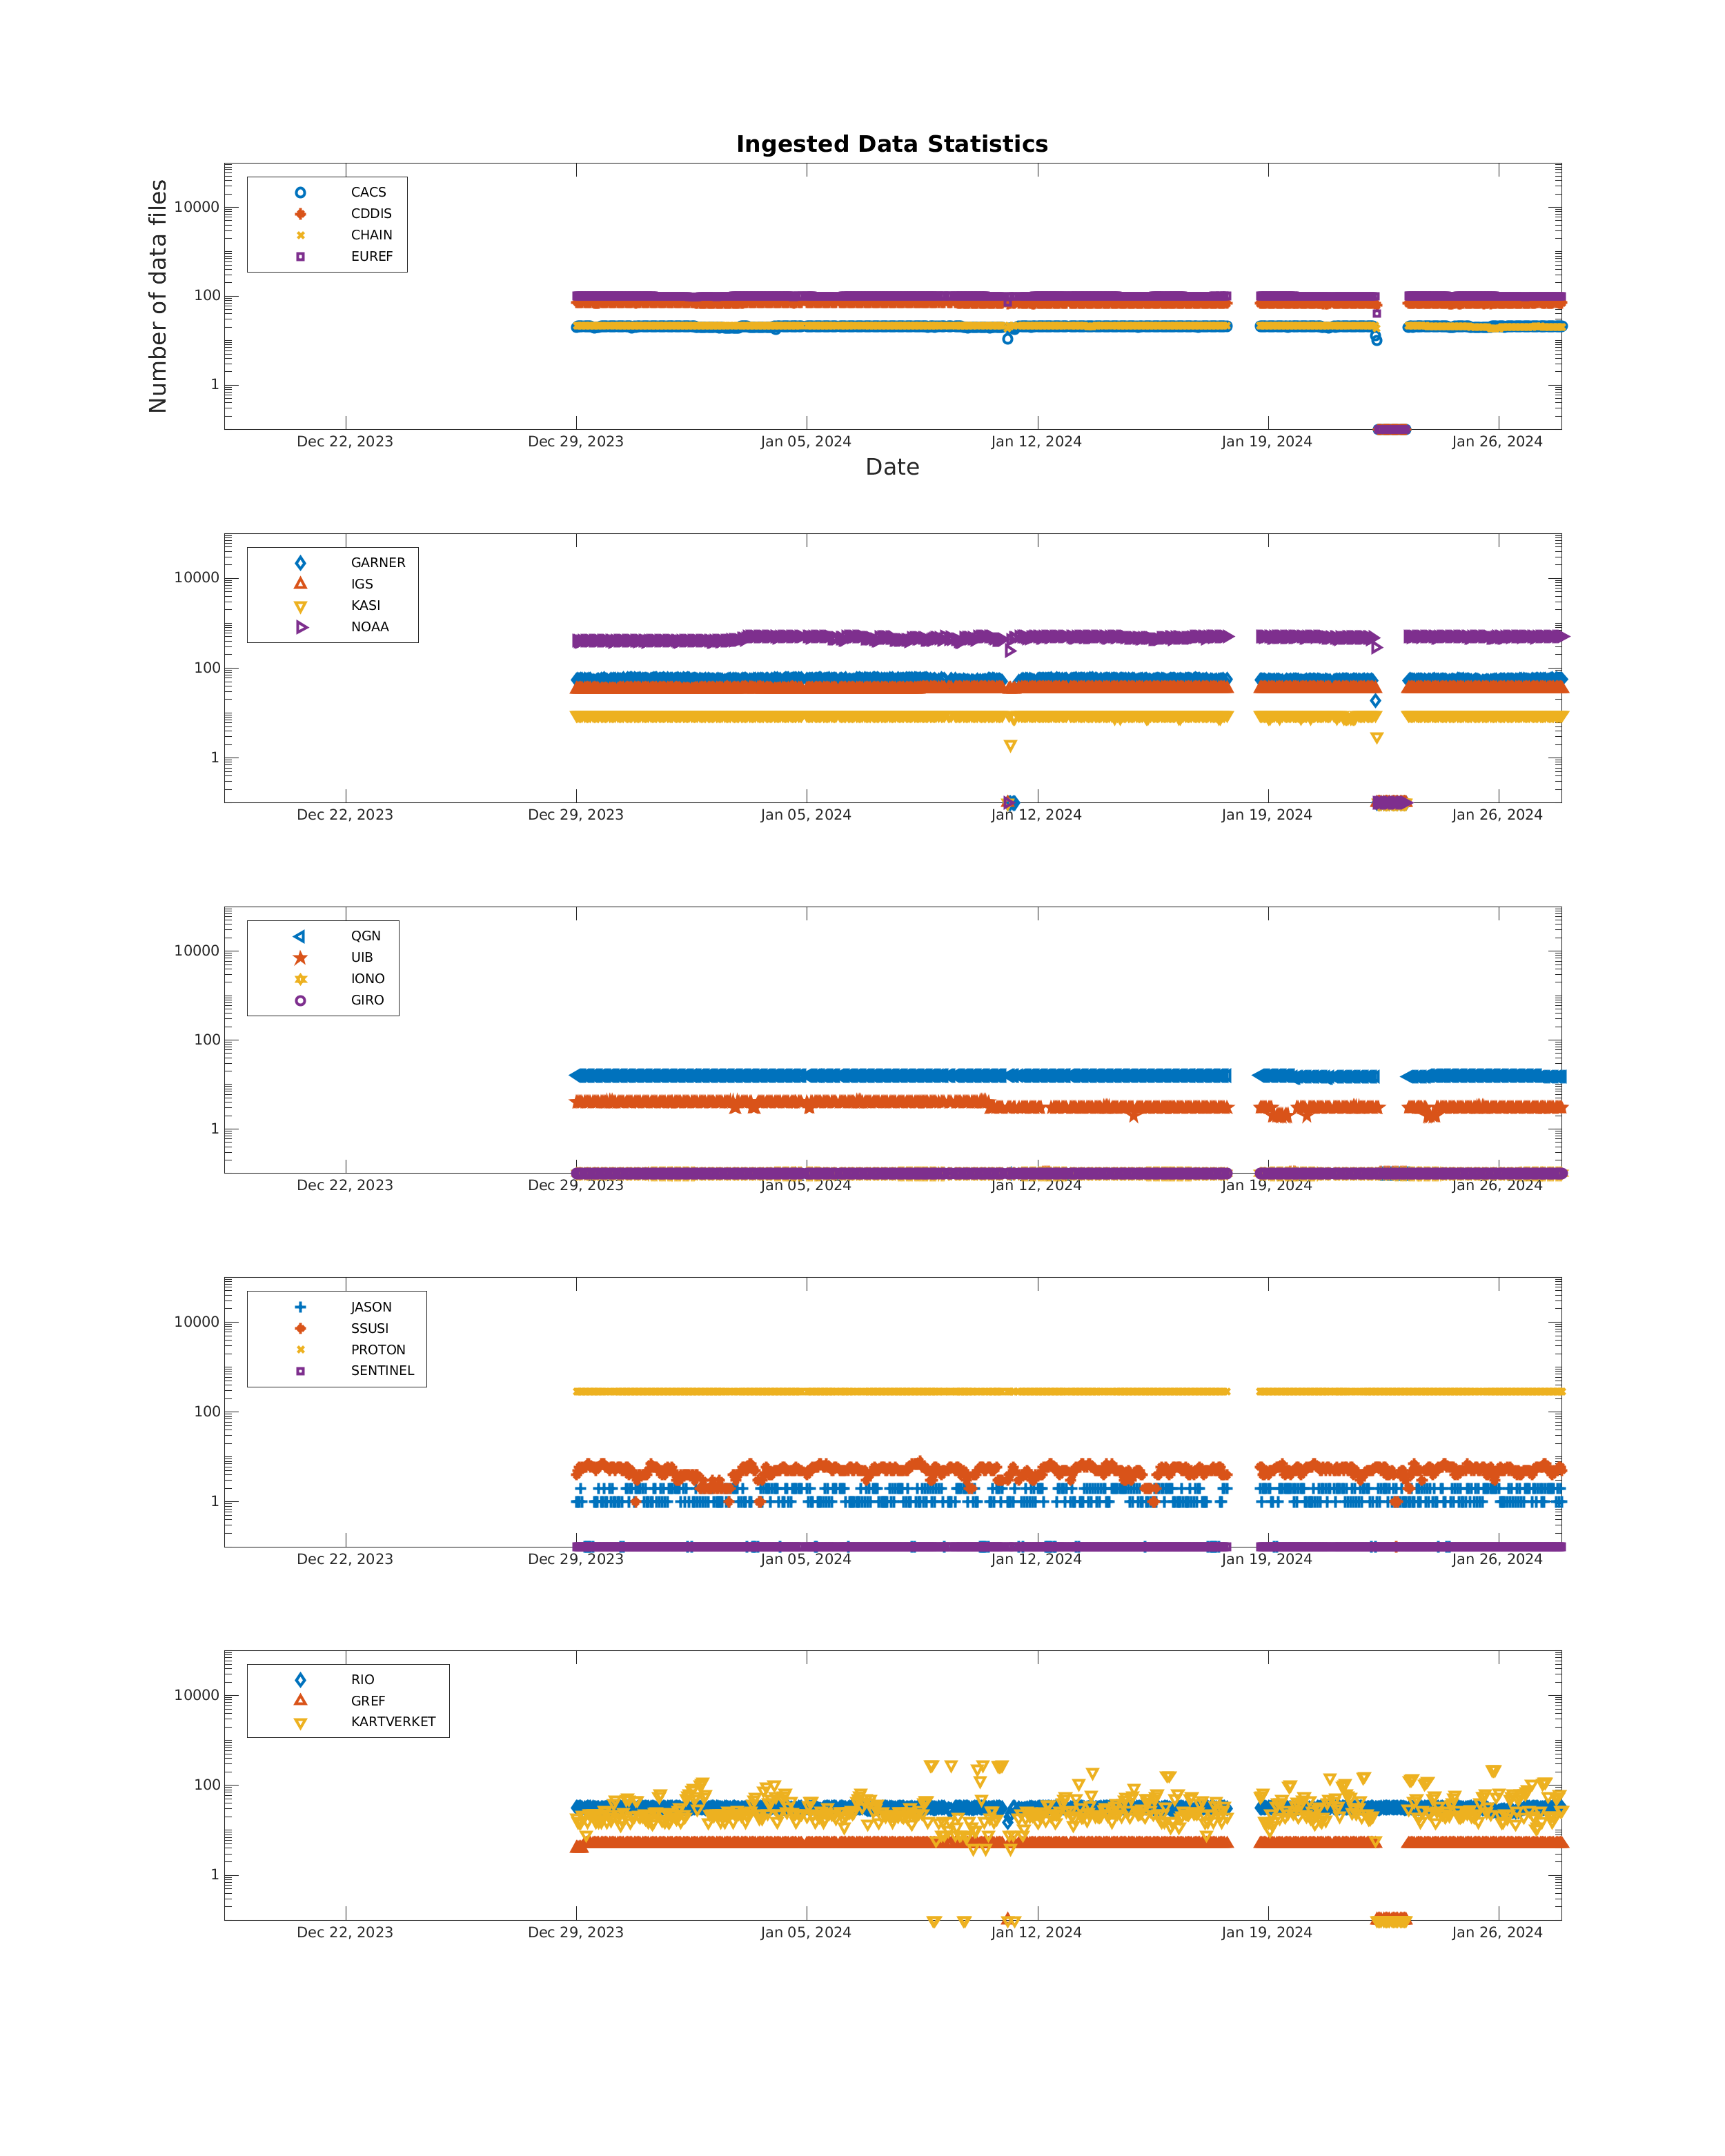 Ingested Data Statistics
Number of data files
10000
100
1
CACS
CDDIS
CHAIN
EUREF
Dec 22, 2023 Dec 29, 2023 Jan 05, 2024 Jan 12, 2024 Jan 19, 2024 Jan 26, 2024
Date
10000
100
1
GARNER
IGS
KASI
NOAA
Dec 22, 2023 Dec 29, 2023 Jan 05, 2024 Jan 12, 2024 Jan 19, 2024 Jan 26, 2024
10000
100
1
QGN
UIB
IONO
GIRO
Dec 22, 2023 Dec 29, 2023 Jan 05, 2024 Jan 12, 2024 Jan 19, 2024 Jan 26, 2024
10000
100
1
JASON
SSUSI
PROTON
SENTINEL
Dec 22, 2023 Dec 29, 2023 Jan 05, 2024 Jan 12, 2024 Jan 19, 2024 Jan 26, 2024
10000
100
1
RIO
GREF
KARTVERKET
Dec 22, 2023 Dec 29, 2023 Jan 05, 2024 Jan 12, 2024 Jan 19, 2024 Jan 26, 2024